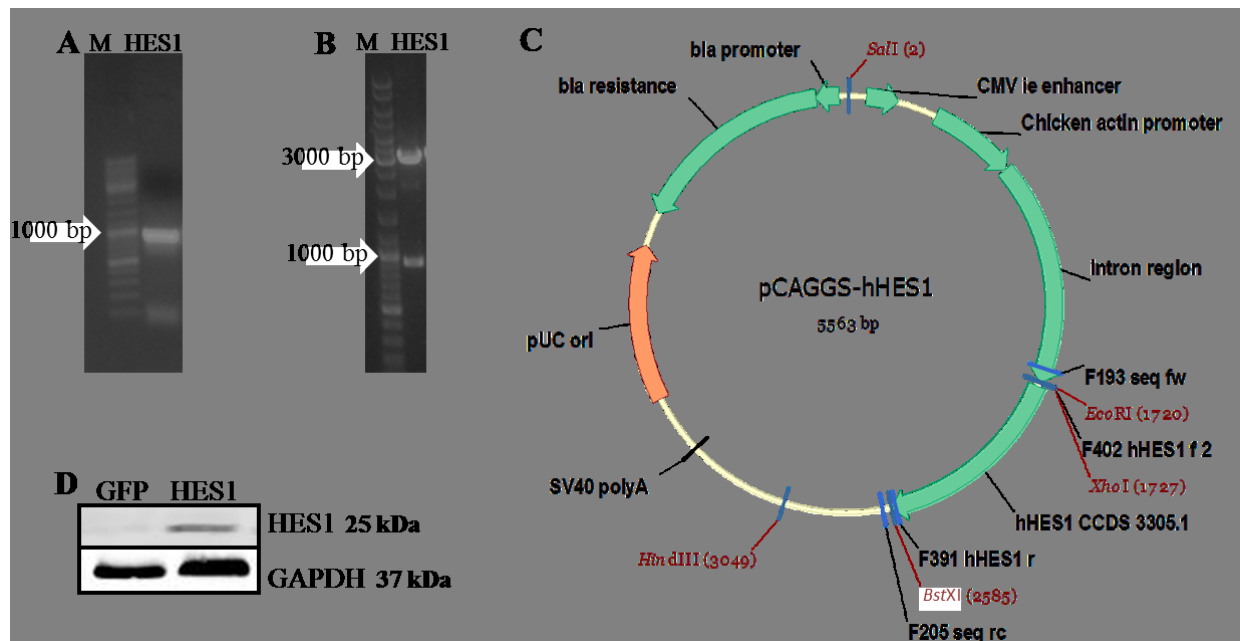 A
M HES1
1000 bp
B
M HES1
3000 bp
1000 bp
C
SalI (2)
bla promoter
bla resistance
CMV ie enhancer
Chicken actin promoter
intron region
pCAGGS-hHES1
5563 bp
pUC ori
F193 seq fw
EcoRI (1720)
F402 hHES1 f 2
XhoI (1727)
SV40 polyA
hHES1 CCDS 3305.1
HindIII (3049)
F391 hHES1 r
BstXI (2585)
F205 seq rc
D
GFP HES1
HES1 25 kDa
GAPDH 37 kDa